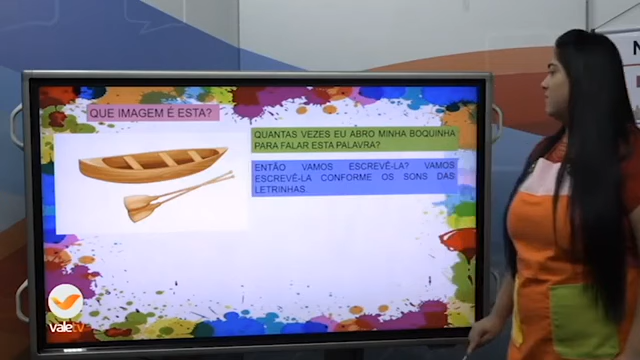 QUE IMAGEM É ESTA?
QUANTAS VEZES EU ABRO MINHA BOQUINHA
PARA FALAR ESTA PALAVRA?
ENTÃO VAMOS ESCREVÊ-LA? VAMOS
ESCREVÊ-LA CONFORME OS SONS DAS
LETRINHAS.
valetv